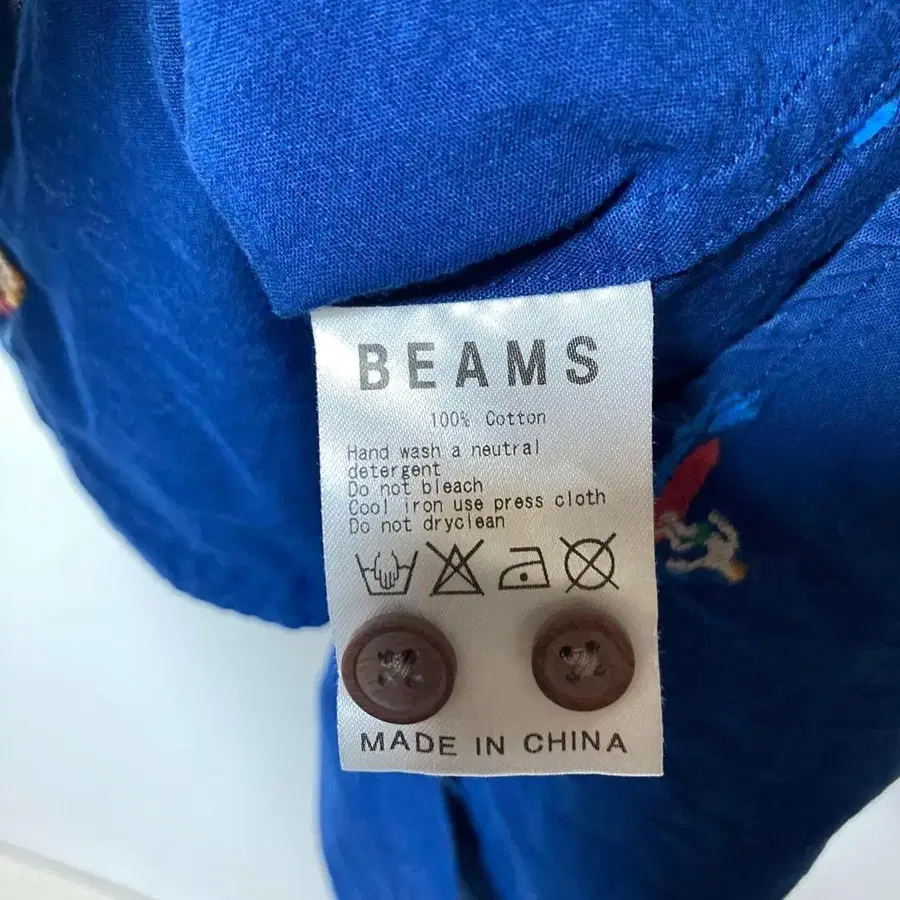 BEAMS
100% Cotton
Hand wash a neutral
detergent
Do not bleach
Cool iron use press cloth
Do not dryclean
MADE IN CHINA